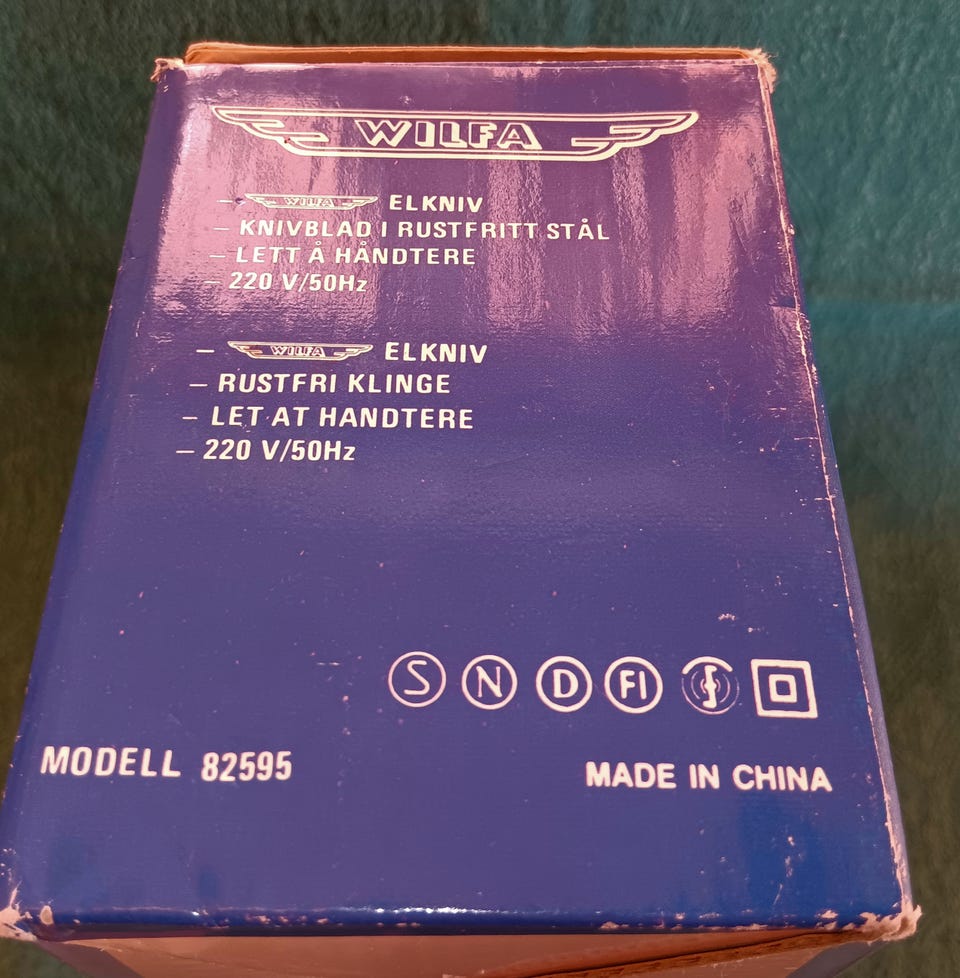 WILFA
– WILFA ELKNIV
– KNIVBLAD I RUSTFRITT STÅL
– LETT Å HÅNDTERE
– 220 V/50Hz
– WILFA ELKNIV
– RUSTFRI KLINGE
– LET AT HANDTERE
– 220 V/50Hz
S N D FI
MODELL 82595
MADE IN CHINA